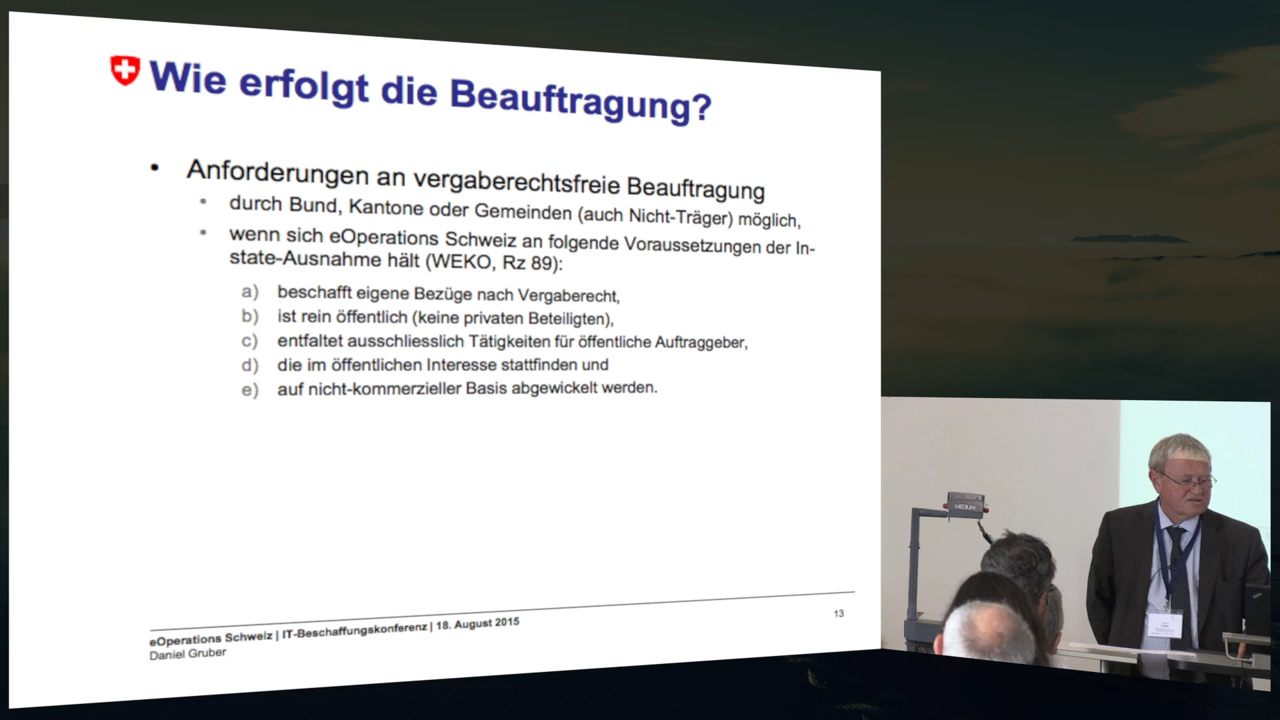 Wie erfolgt die Beauftragung?
• Anforderungen an vergaberechtsfreie Beauftragung
• durch Bund, Kantone oder Gemeinden (auch Nicht-Träger) möglich,
• wenn sich eOperations Schweiz an folgende Voraussetzungen der In-
state-Ausnahme hält (WEKO, Rz 89):
a) beschafft eigene Bezüge nach Vergaberecht,
b) ist rein öffentlich (keine privaten Beteiligten),
c) entfaltet ausschliesslich Tätigkeiten für öffentliche Auftraggeber,
d) die im öffentlichen Interesse stattfinden und
e) auf nicht-kommerzieller Basis abgewickelt werden.
eOperations Schweiz | IT-Beschaffungskonferenz | 18. August 2015
Daniel Gruber
13
MEDIUM